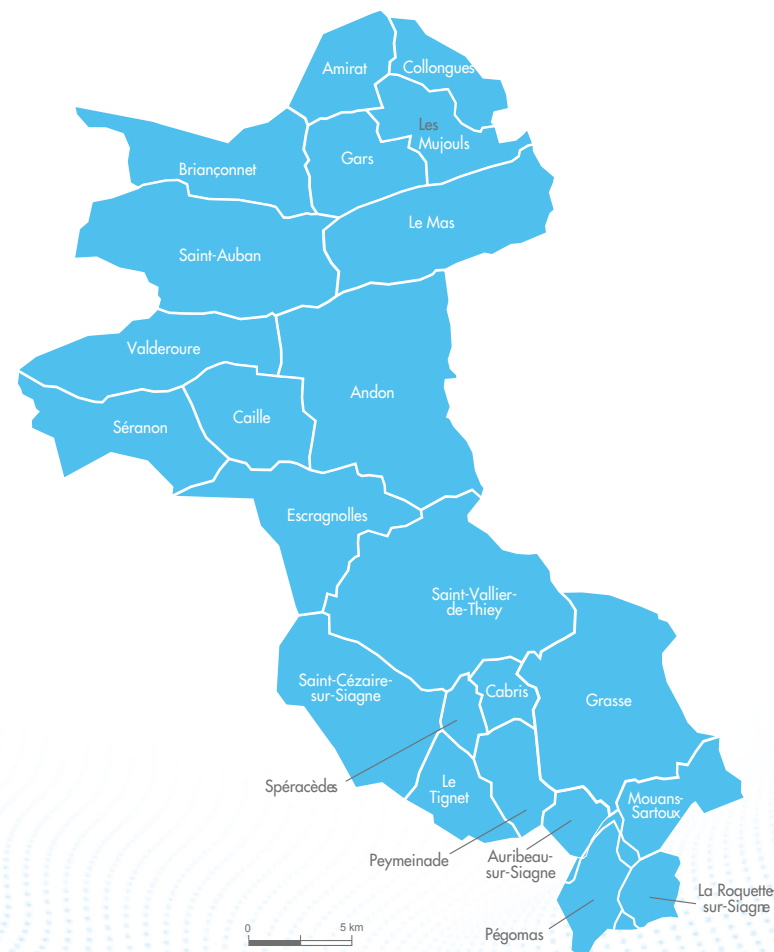 Amirat
Collongues
Les
Mujouls
Gars
Briançonnet
Le Mas
Saint-Auban
Valderoure
Andon
Caille
Séranon
Escragnolles
Saint-Vallier-
de-Thiey
Saint-Cézaire-
sur-Siagne
Cabris
Grasse
Spéracèdes
Le
Tignet
Mouans-
Sartoux
Peymeinade
Auribeau-
sur-Siagne
La Roquette
sur-Siagne
Pégomas
0 5 km